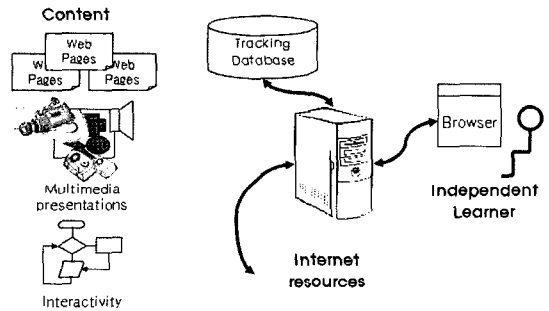 Content
Web
Pages
Web
Pages
Web
Pages
Multimedia
presentations
Interactivity
Tracking
Database
Browser
Independent
Learner
Internet
resources